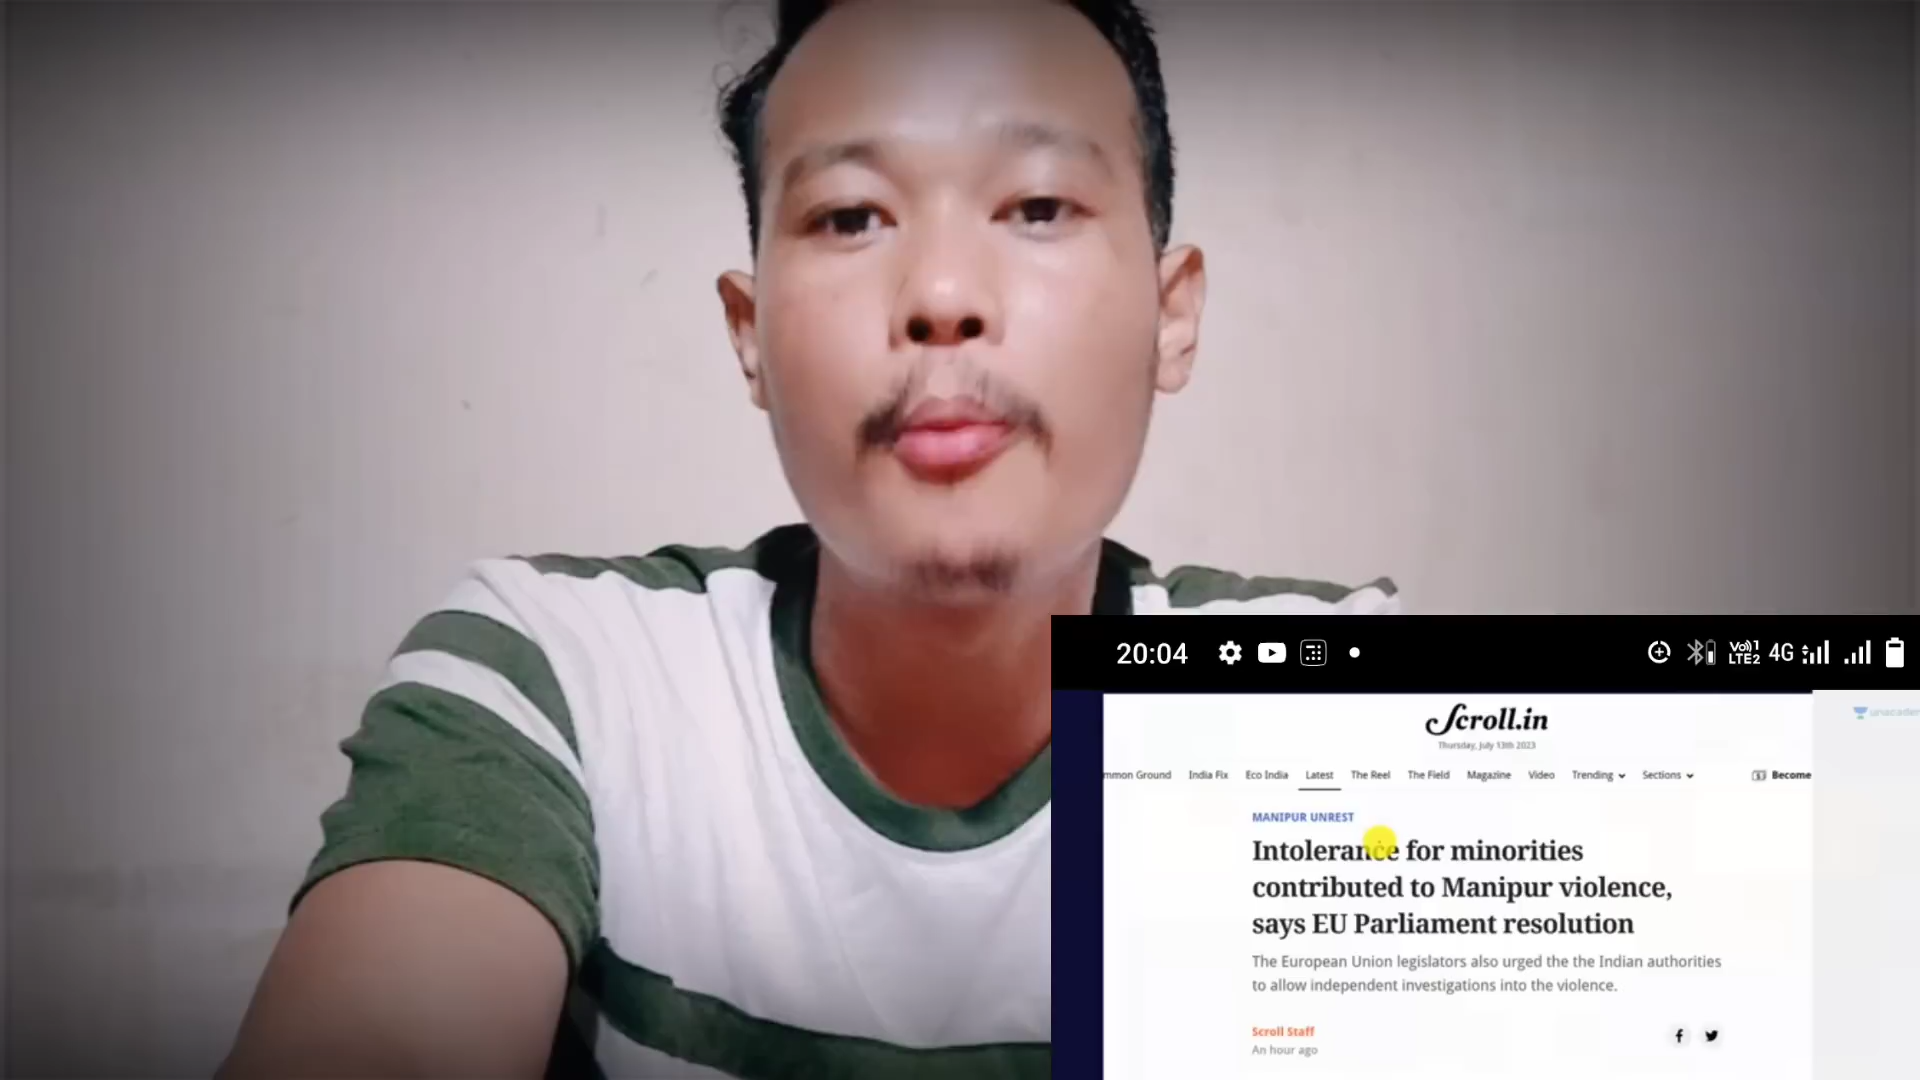 20:04
Vo))1
LTE2
4G
Scroll.in
Thursday, July 13th 2023
mmon Ground India Fix Eco India Latest The Reel The Field Magazine Video Trending Sections Become
MANIPUR UNREST
Intolerance for minorities
contributed to Manipur violence,
says EU Parliament resolution
The European Union legislators also urged the the Indian authorities
to allow independent investigations into the violence.
Scroll Staff
An hour ago